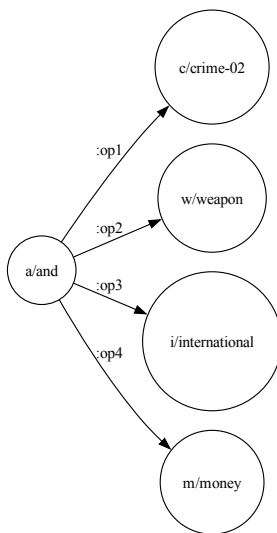 c/crime-02
:op1
w/weapon
:op2
a/and
:op3
i/international
:op4
m/money